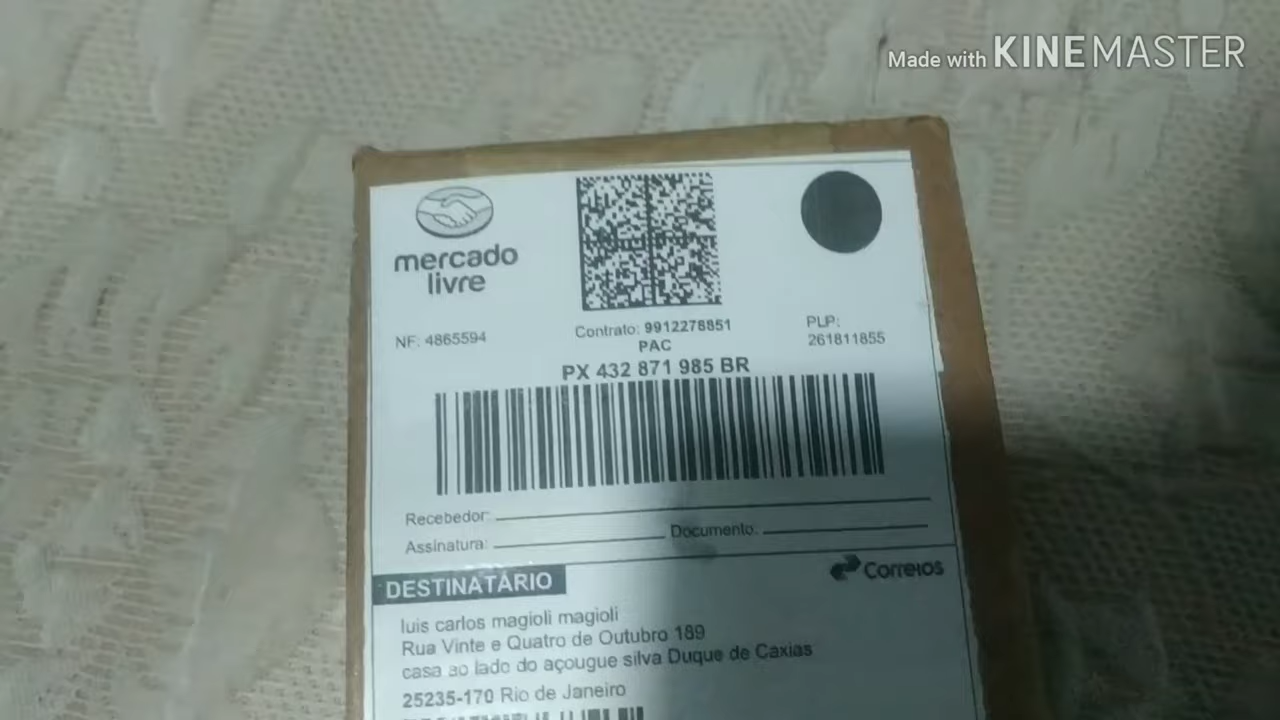 Made with KINEMASTER
mercado
livre
NF: 4865594
Contrato: 9912278851
PAC
PLP:
261811855
PX 432 871 985 BR
Recebedor:
Assinatura: Documento:
DESTINATÁRIO
Correios
luis carlos magioli magioli
Rua Vinte e Quatro de Outubro 189
casa ao lado do açougue silva Duque de Caxias
25235-170 Rio de Janeiro